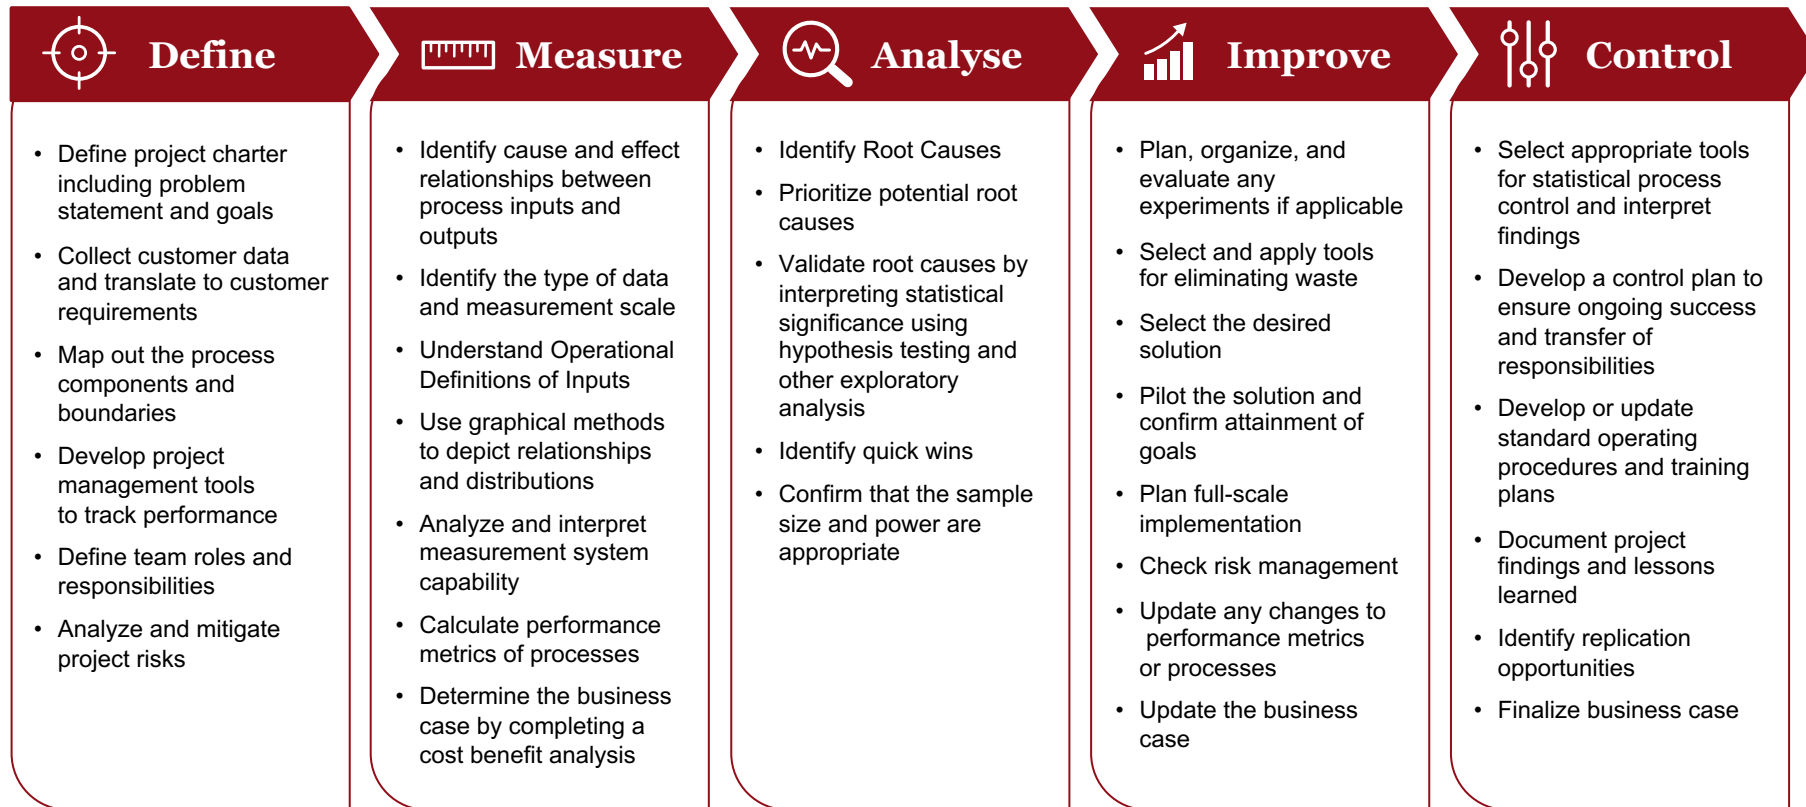 Define
• Define project charter
including problem
statement and goals
• Collect customer data
and translate to customer
requirements
• Map out the process
components and
boundaries
• Develop project
management tools
to track performance
• Define team roles and
responsibilities
• Analyze and mitigate
project risks
Measure
• Identify cause and effect
relationships between
process inputs and
outputs
• Identify the type of data
and measurement scale
• Understand Operational
Definitions of Inputs
• Use graphical methods
to depict relationships
and distributions
• Analyze and interpret
measurement system
capability
• Calculate performance
metrics of processes
• Determine the business
case by completing a
cost benefit analysis
Analyse
• Identify Root Causes
• Prioritize potential root
causes
• Validate root causes by
interpreting statistical
significance using
hypothesis testing and
other exploratory
analysis
• Identify quick wins
• Confirm that the sample
size and power are
appropriate
Improve
• Plan, organize, and
evaluate any
experiments if applicable
• Select and apply tools
for eliminating waste
• Select the desired
solution
• Pilot the solution and
confirm attainment of
goals
• Plan full-scale
implementation
• Check risk management
• Update any changes to
performance metrics
or processes
• Update the business
case
Control
• Select appropriate tools
for statistical process
control and interpret
findings
• Develop a control plan to
ensure ongoing success
and transfer of
responsibilities
• Develop or update
standard operating
procedures and training
plans
• Document project
findings and lessons
learned
• Identify replication
opportunities
• Finalize business case